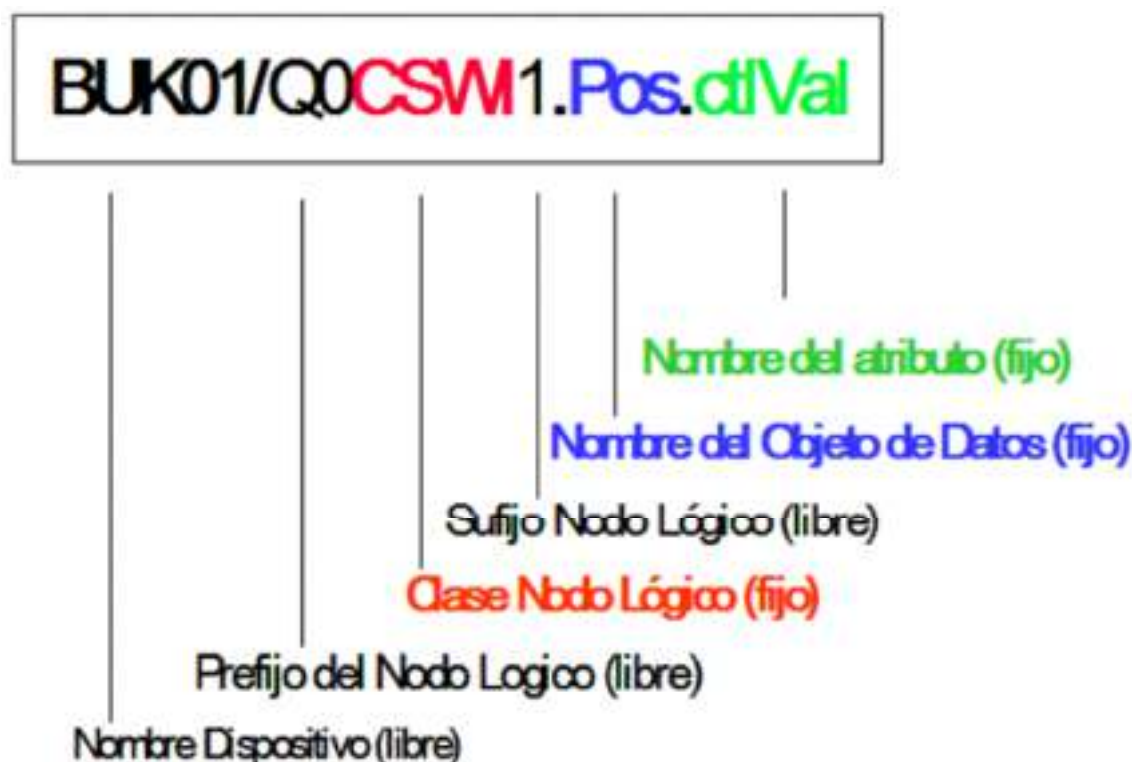 BUK01/Q0CSWI1.Pos.ctlVal
Nombre del atributo (fijo)
Nombre del Objeto de Datos (fijo)
Sufijo Nodo Lógico (libre)
Clase Nodo Lógico (fijo)
Prefijo del Nodo Logico (libre)
Nombre Dispositivo (libre)